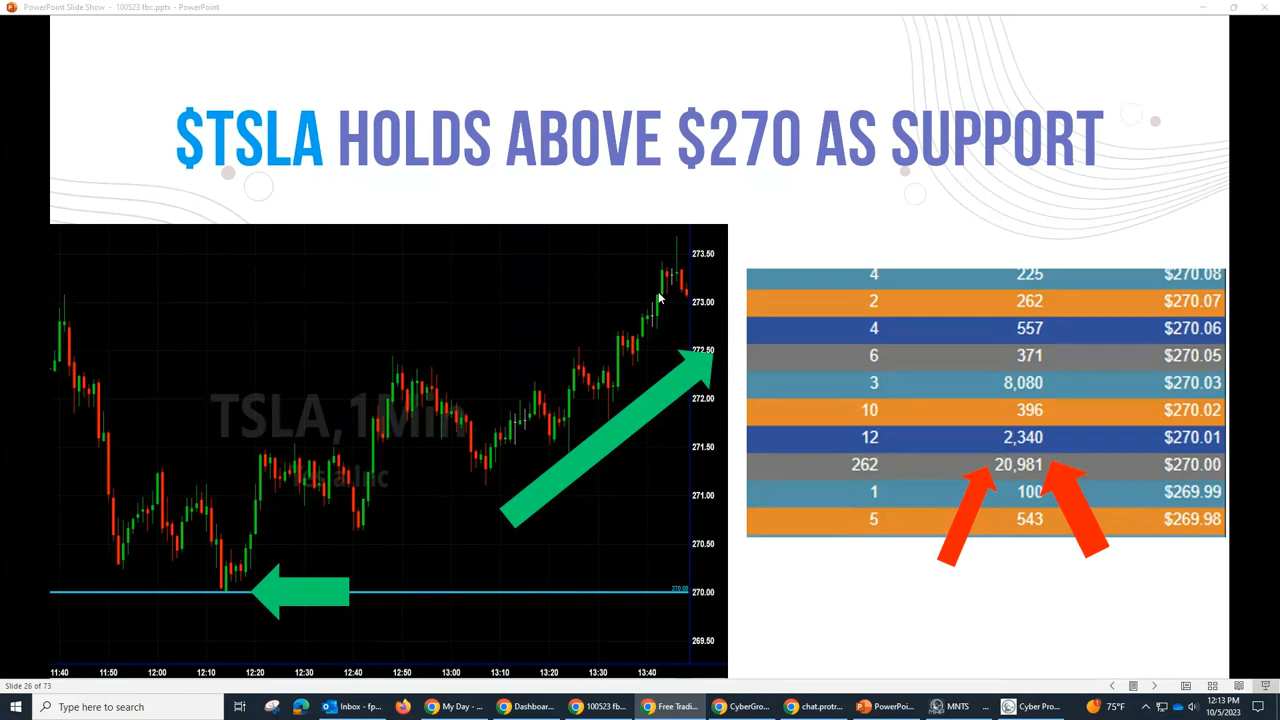 PowerPoint Slide Show - 100523 fbc.pptx - PowerPoint
$TSLA HOLDS ABOVE $270 AS SUPPORT
273.50
273.00
272.50
272.00
271.50
271.00
270.50
270.00
270.00
269.50
TSLA,1Min
Inc
11:40 11:50 12:00 12:10 12:20 12:30 12:40 12:50 13:00 13:10 13:20 13:30 13:40
4 225 $270.08
2 262 $270.07
4 557 $270.06
6 371 $270.05
3 8,080 $270.03
10 396 $270.02
12 2,340 $270.01
262 20,981 $270.00
1 100 $269.99
5 543 $269.98
Slide 26 of 73
Type here to search
Inbox - fp...
My Day - ...
Dashboar...
100523 fb...
Free Tradi...
CyberGro...
chat.protr...
PowerPoi...
MNTS
Cyber Pro...
75°F
12:13 PM
10/5/2023